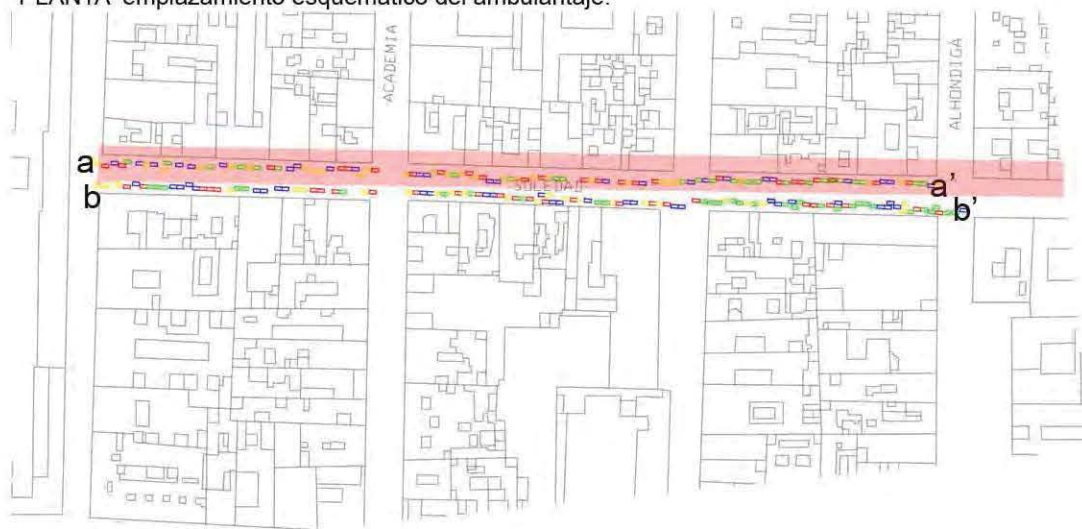 PLANTA emplazamiento esquemático del ambulantaje.
ACADEMIA
ALHONDIGA
a
a'
SOLEDAD
b
b'